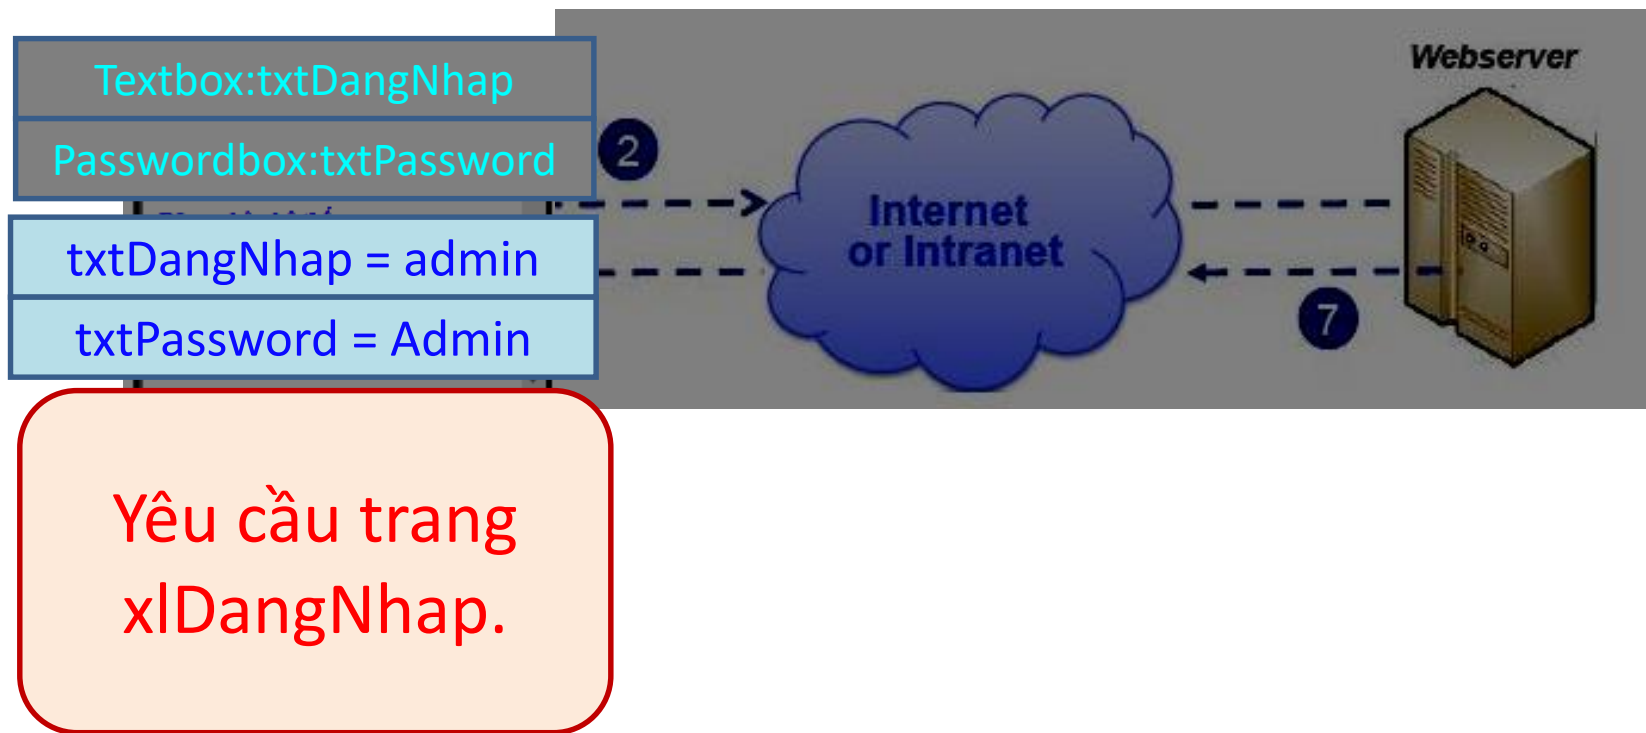 Textbox:txtDangNhap
Passwordbox:txtPassword
txtDangNhap = admin
txtPassword = Admin
Yêu cầu trang
xlDangNhap.
2
Internet
or Intranet
7
Webserver